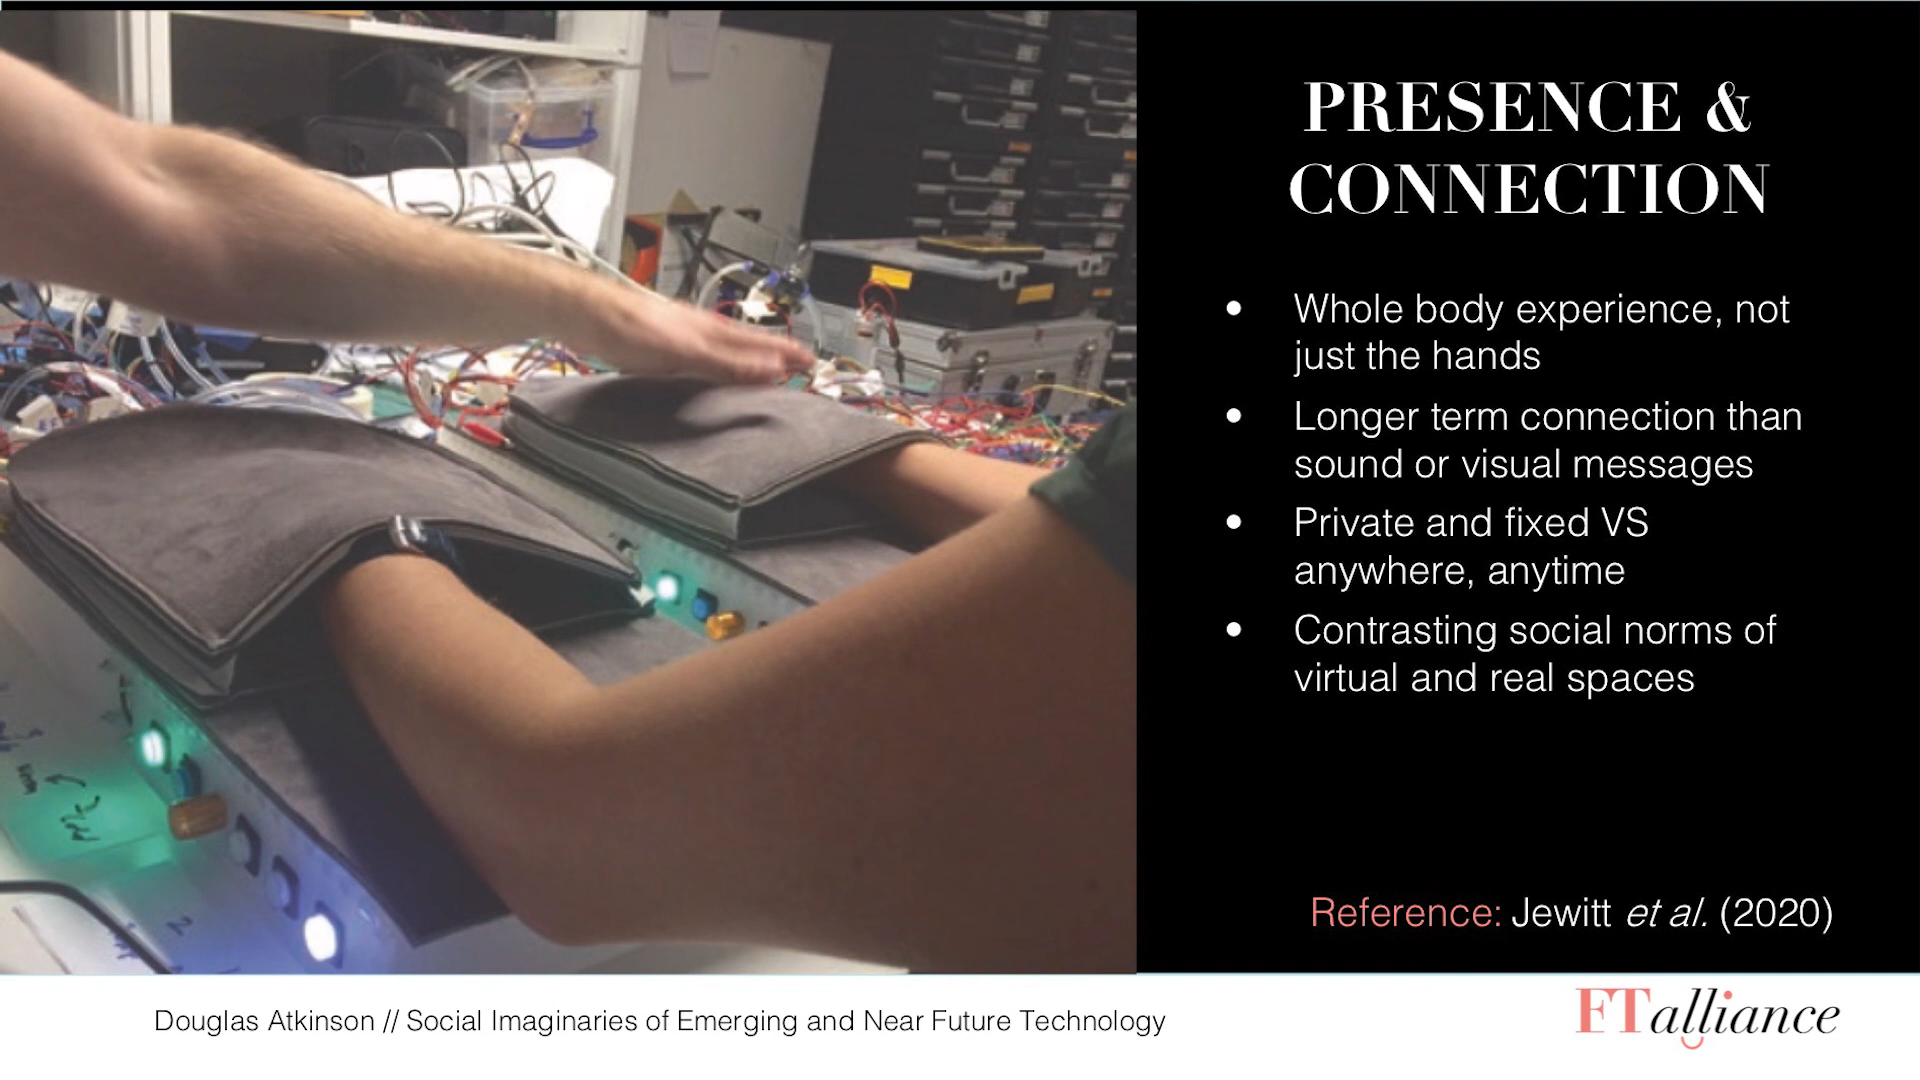 PRESENCE &
CONNECTION
• Whole body experience, not
just the hands
• Longer term connection than
sound or visual messages
• Private and fixed VS
anywhere, anytime
• Contrasting social norms of
virtual and real spaces
Reference: Jewitt et al. (2020)
Douglas Atkinson // Social Imaginaries of Emerging and Near Future Technology
FTalliance